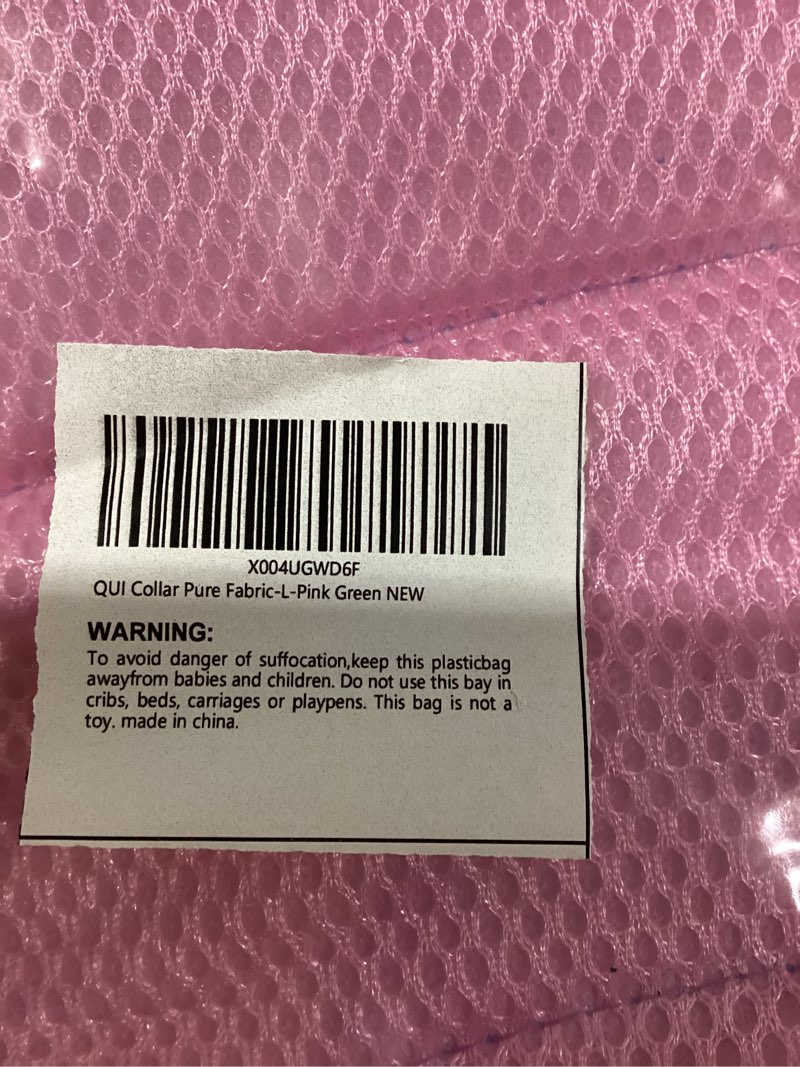 X004UGWD6F
QUI Collar Pure Fabric-L-Pink Green NEW
WARNING:
To avoid danger of suffocation,keep this plasticbag
awayfrom babies and children. Do not use this bay in
cribs, beds, carriages or playpens. This bag is not a
toy. made in china.